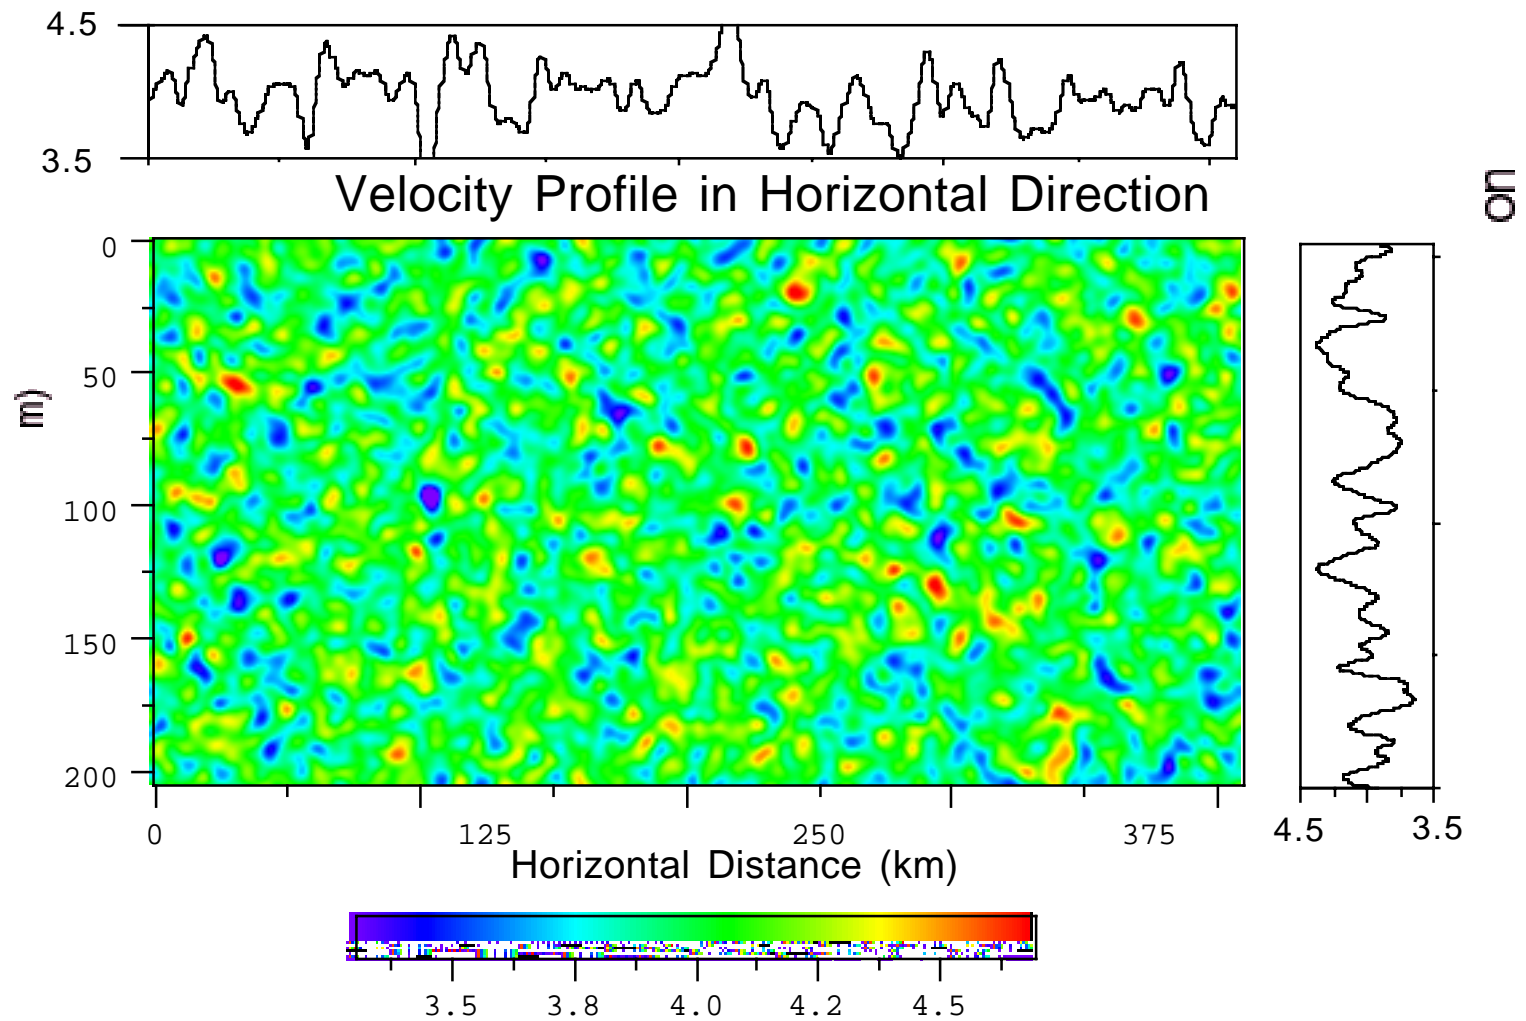 4.5
3.5
Velocity Profile in Horizontal Direction
on
0
50
100
150
200
m)
0 125 250 375
Horizontal Distance (km)
4.5 3.5
3.5 3.8 4.0 4.2 4.5